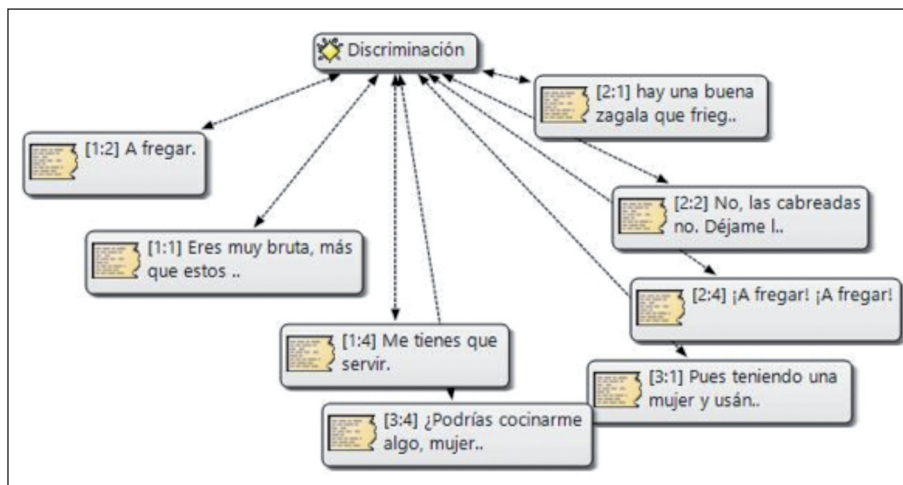 Discriminación
[2:1] hay una buena
zagala que frieg..
[1:2] A fregar.
[2:2] No, las cabreadas
no. Déjame l..
[1:1] Eres muy bruta, más
que estos ..
[2:4] ¡A fregar! ¡A fregar!
[1:4] Me tienes que
servir.
[3:1] Pues teniendo una
mujer y usán..
[3:4] ¿Podrías cocinarme
algo, mujer..